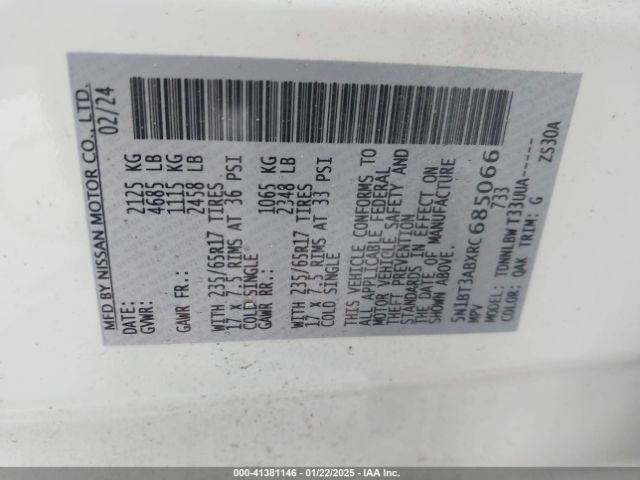 MFD BY NISSAN MOTOR CO., LTD.
DATE: 02/24
GVWR: 2125 KG
4685 LB
GAWR FR.: 1115 KG
2458 LB
WITH 235/65R17 TIRES
17 X 7.5 RIMS AT 36 PSI
COLD SINGLE
GAWR RR.: 1065 KG
2348 LB
WITH 235/65R17 TIRES
17 X 7.5 RIMS AT 33 PSI
COLD SINGLE
THIS VEHICLE CONFORMS TO
ALL APPLICABLE FEDERAL
MOTOR VEHICLE SAFETY AND
THEFT PREVENTION
STANDARDS IN EFFECT ON
THE DATE OF MANUFACTURE
SHOWN ABOVE.
5N1BT3ABXRC685066
MPV 733
MODEL: TDNNLBW T33UUA------
COLOR: QAK TRIM: G ZS30A
000-41381146 - 01/22/2025 - IAA Inc.